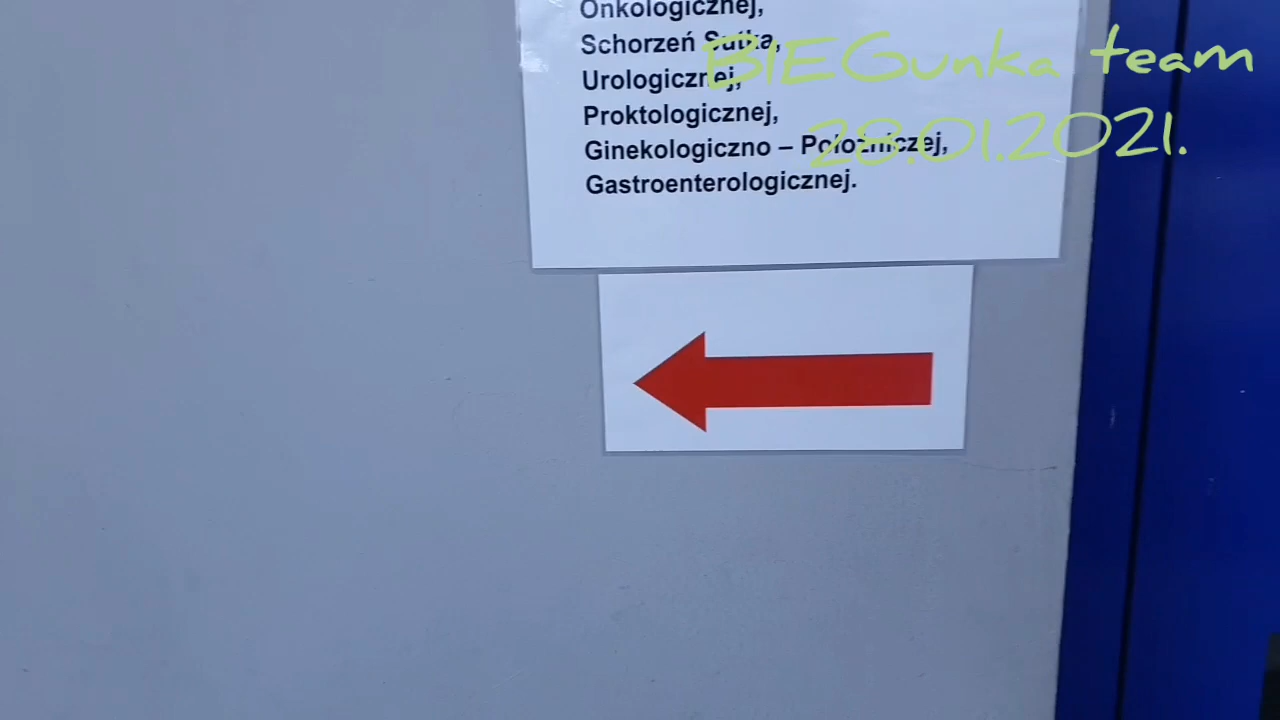 Onkologicznej,
Schorzeń Sutka,
Urologicznej,
Proktologicznej,
Ginekologiczno – Położniczej,
Gastroenterologicznej.
BIEGunka team
28.01.2021.